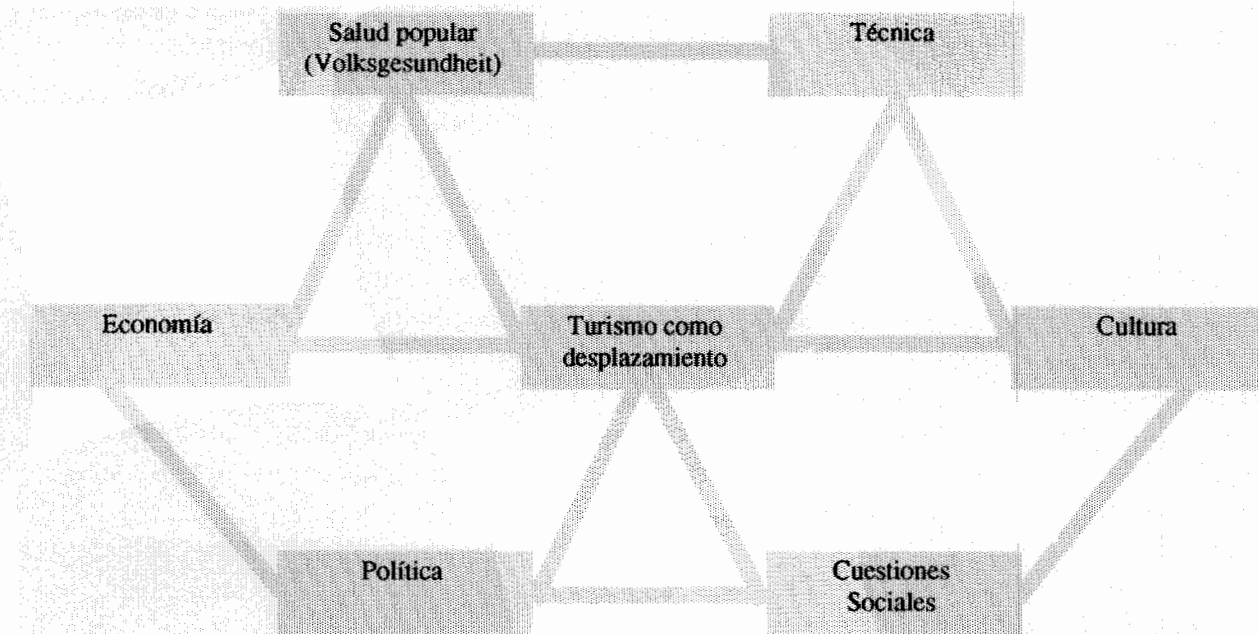 Salud popular
(Volksgesundheit)
Técnica
Economía
Turismo como
desplazamiento
Cultura
Política
Cuestiones
Sociales